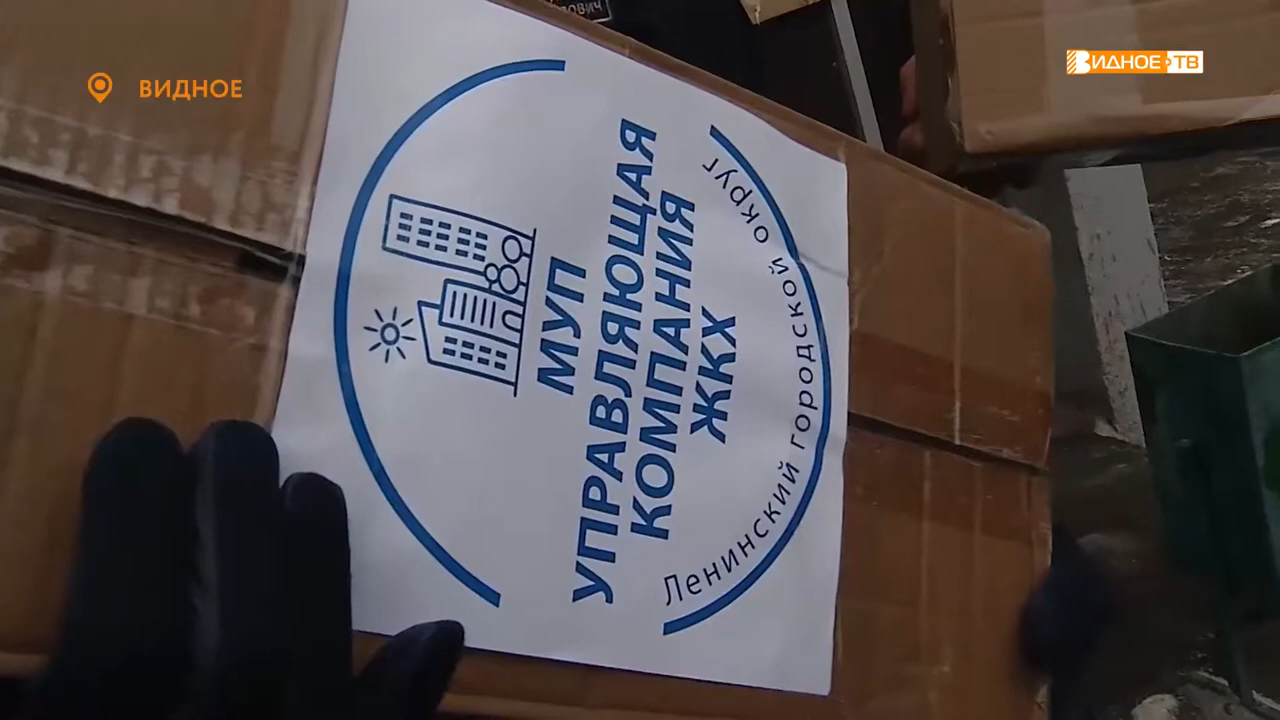 ВИДНОЕ
ВИДНОЕ ТВ
МУП
УПРАВЛЯЮЩАЯ
КОМПАНИЯ
ЖКХ
Ленинский городской округ